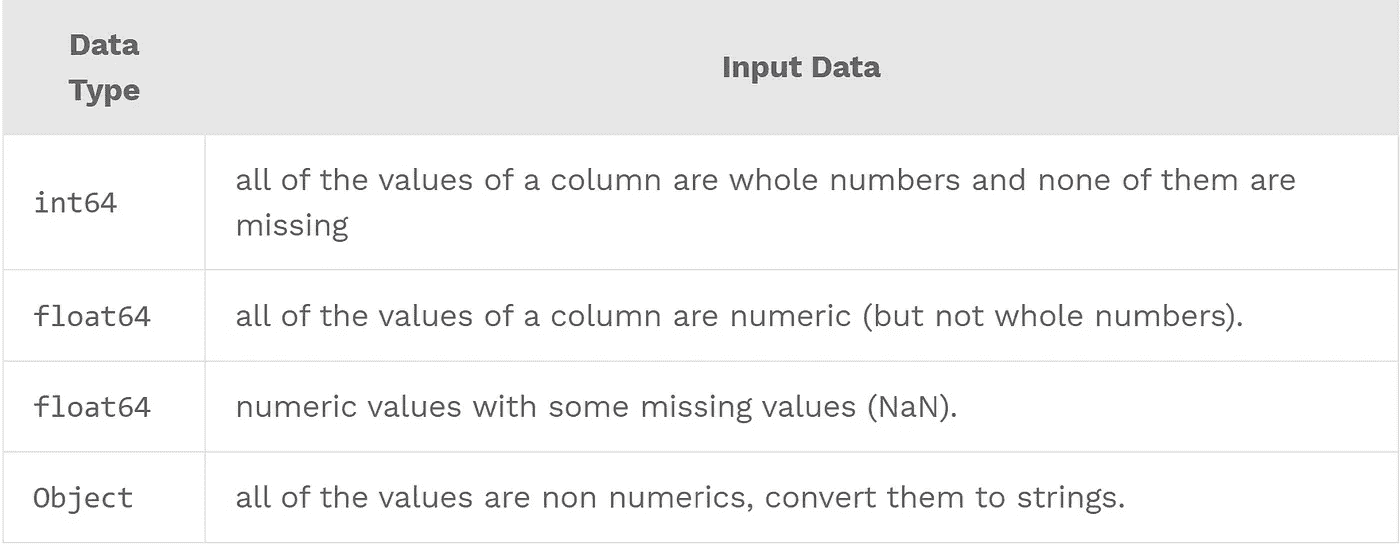 Data
Type
Input Data
int64
all of the values of a column are whole numbers and none of them are
missing
float64
all of the values of a column are numeric (but not whole numbers).
float64
numeric values with some missing values (NaN).
Object
all of the values are non numerics, convert them to strings.